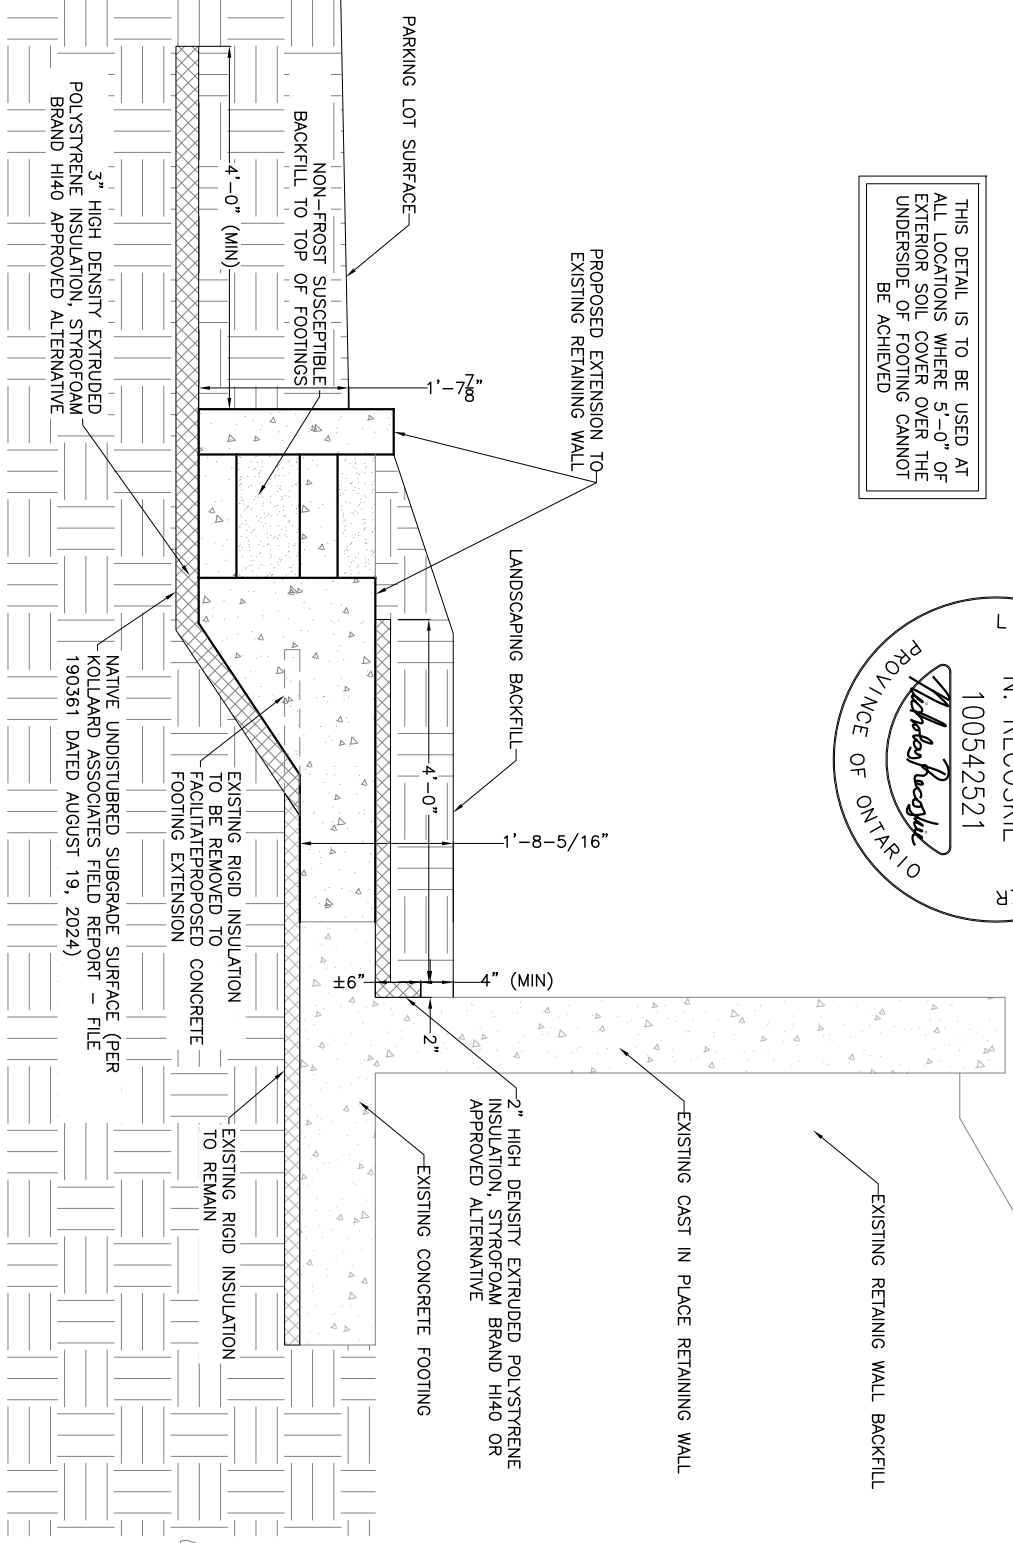 THIS DETAIL IS TO BE USED AT
ALL LOCATIONS WHERE 5'-0" OF
EXTERIOR SOIL COVER OVER THE
UNDERSIDE OF FOOTING CANNOT
BE ACHIEVED
100542521
PROVINCE OF ONTARIO
PARKING LOT SURFACE
PROPOSED EXTENSION TO
EXISTING RETAINING WALL
LANDSCAPING BACKFILL
EXISTING RETAINIG WALL BACKFILL
EXISTING CAST IN PLACE RETAINING WALL
2" HIGH DENSITY EXTRUDED POLYSTYRENE
INSULATION, STYROFOAM BRAND HI40 OR
APPROVED ALTERNATIVE
EXISTING CONCRETE FOOTING
NON-FROST SUSCEPTIBLE
BACKFILL TO TOP OF FOOTINGS
4'-0" (MIN)
1'-7 7/8"
4'-0"
1'-8-5/16"
4" (MIN)
±6"
2"
3" HIGH DENSITY EXTRUDED
POLYSTYRENE INSULATION, STYROFOAM
BRAND HI40 APPROVED ALTERNATIVE
EXISTING RIGID INSULATION
TO BE REMOVED TO
FACILITATEPROPOSED CONCRETE
FOOTING EXTENSION
EXISTING RIGID INSULATION
TO REMAIN
NATIVE UNDISTUBRED SUBGRADE SURFACE (PER
KOLLAARD ASSOCIATES FIELD REPORT – FILE
190361 DATED AUGUST 19, 2024)